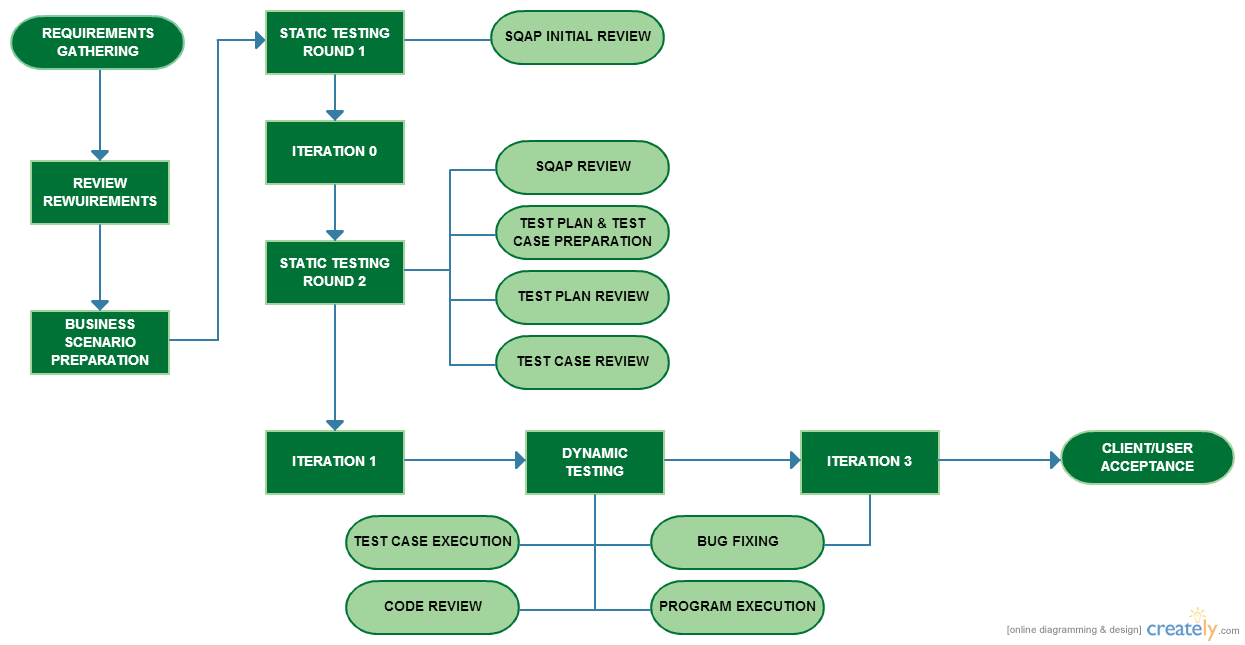 REQUIREMENTS
GATHERING
REVIEW
REWUIREMENTS
BUSINESS
SCENARIO
PREPARATION
STATIC TESTING
ROUND 1
SQAP INITIAL REVIEW
ITERATION 0
STATIC TESTING
ROUND 2
SQAP REVIEW
TEST PLAN & TEST
CASE PREPARATION
TEST PLAN REVIEW
TEST CASE REVIEW
ITERATION 1
DYNAMIC
TESTING
ITERATION 3
CLIENT/USER
ACCEPTANCE
TEST CASE EXECUTION
BUG FIXING
CODE REVIEW
PROGRAM EXECUTION
[online diagramming & design] creately.com